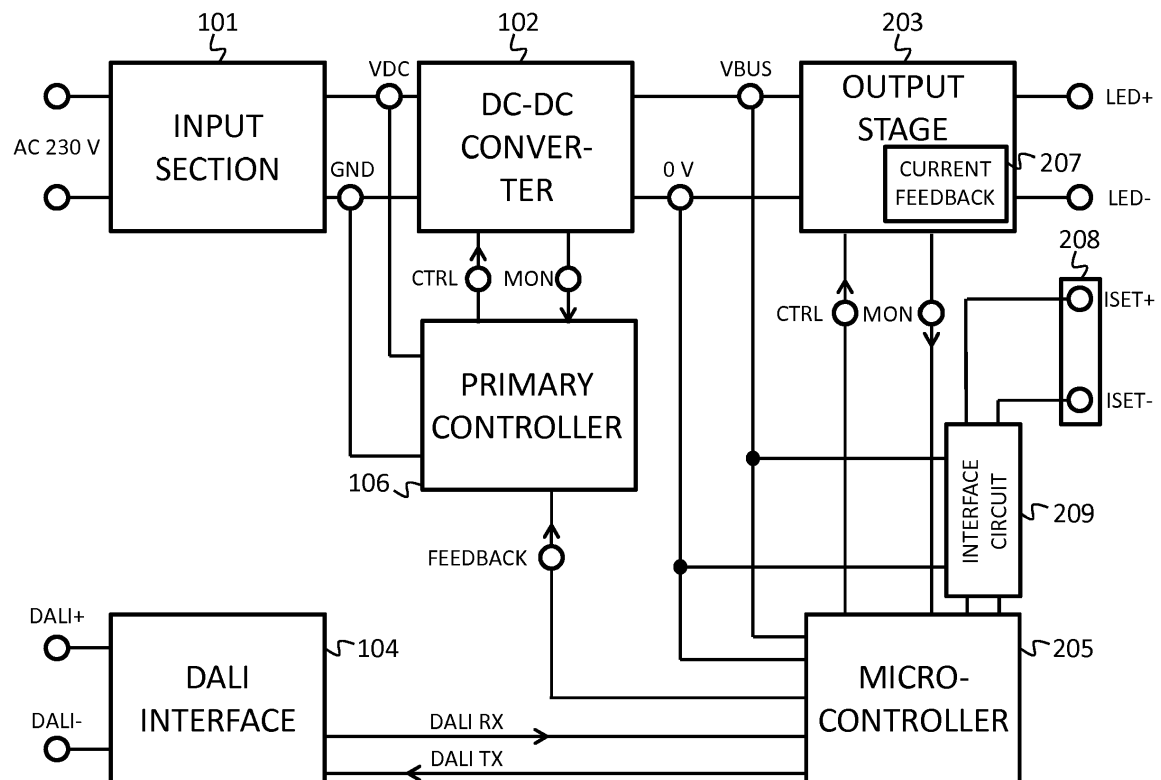 101
102
203
VDC
VBUS
INPUT
SECTION
DC-DC
CONVER-
TER
OUTPUT
STAGE
CURRENT
FEEDBACK
207
AC 230 V
GND
0 V
LED+
LED-
208
CTRL
MON
CTRL
MON
ISET+
ISET-
PRIMARY
CONTROLLER
106
INTERFACE
CIRCUIT
209
FEEDBACK
DALI+
DALI-
104
DALI
INTERFACE
DALI RX
DALI TX
205
MICRO-
CONTROLLER